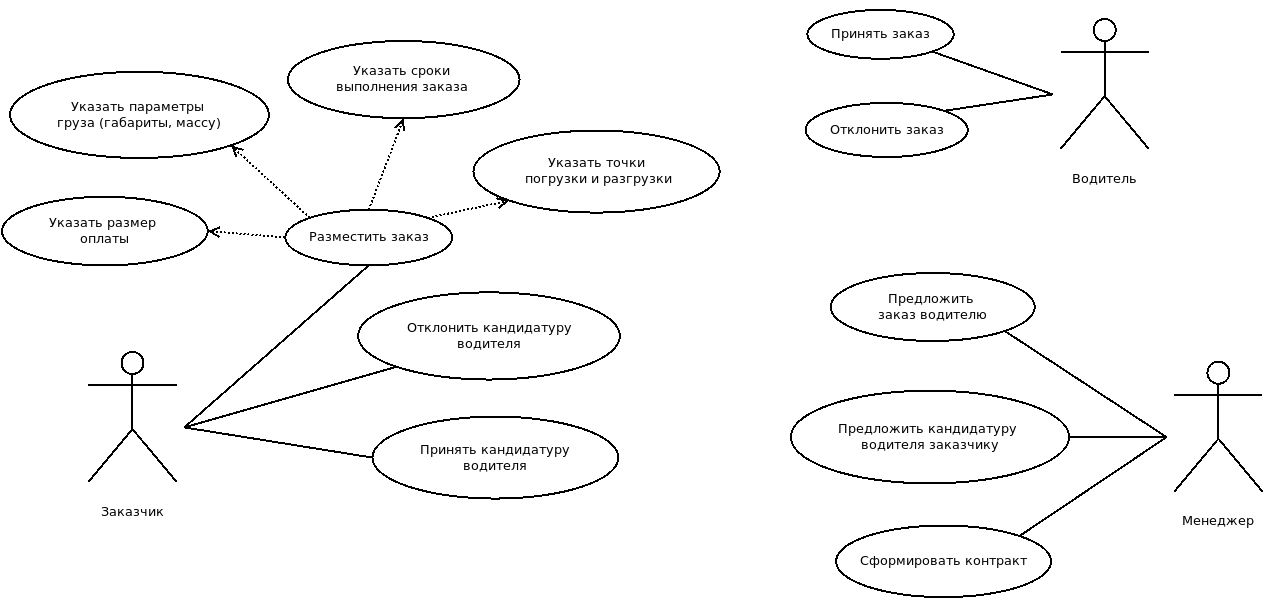 Указать параметры
груза (габариты, массу)
Указать сроки
выполнения заказа
Указать точки
погрузки и разгрузки
Указать размер
оплаты
Разместить заказ
Отклонить кандидатуру
водителя
Принять кандидатуру
водителя
Заказчик
Принять заказ
Отклонить заказ
Водитель
Предложить
заказ водителю
Предложить кандидатуру
водителя заказчику
Сформировать контракт
Менеджер